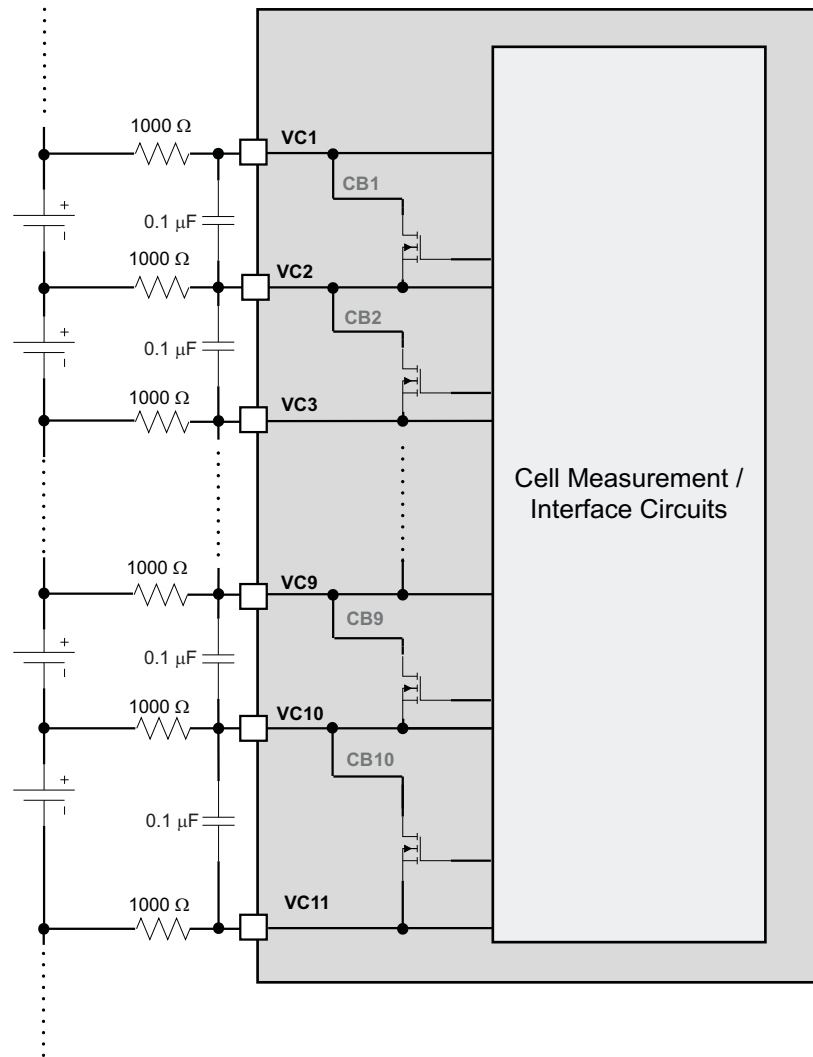 1000 Ω
VC1
CB1
+
0.1 μF
-
1000 Ω
VC2
CB2
+
0.1 μF
-
1000 Ω
VC3
Cell Measurement /
Interface Circuits
1000 Ω
VC9
CB9
+
0.1 μF
-
1000 Ω
VC10
CB10
+
-
0.1 μF
1000 Ω
VC11